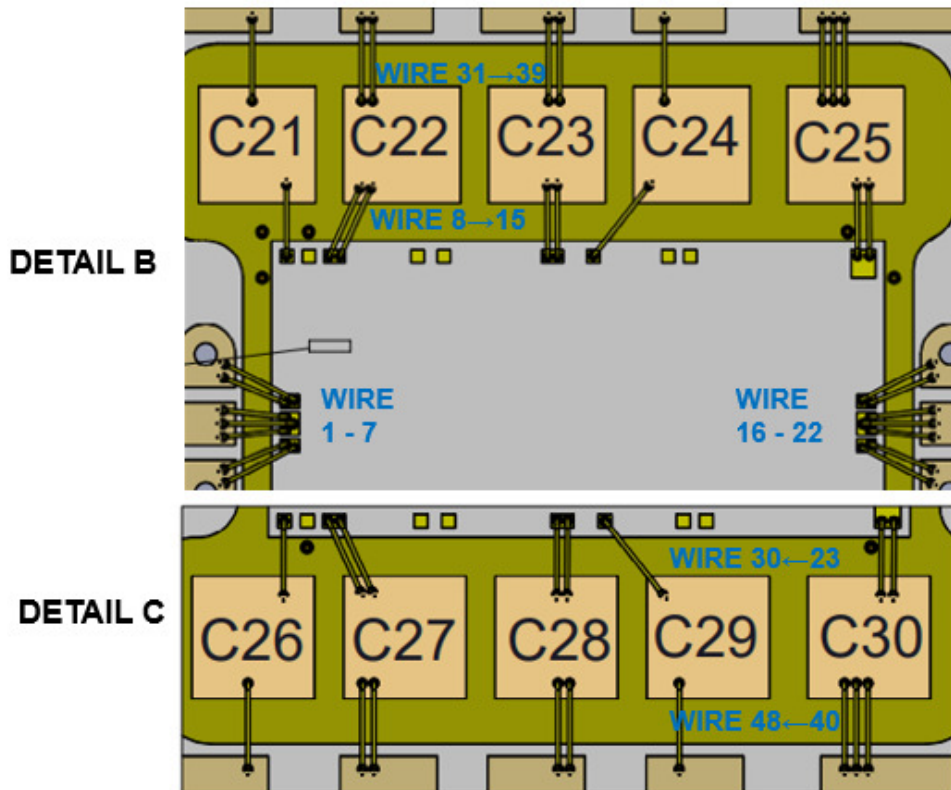 WIRE 31→39
C21 C22 C23 C24 C25
WIRE 8→15
DETAIL B
WIRE
1 - 7
WIRE
16 - 22
WIRE 30←23
DETAIL C
C26 C27 C28 C29 C30
WIRE 48←40